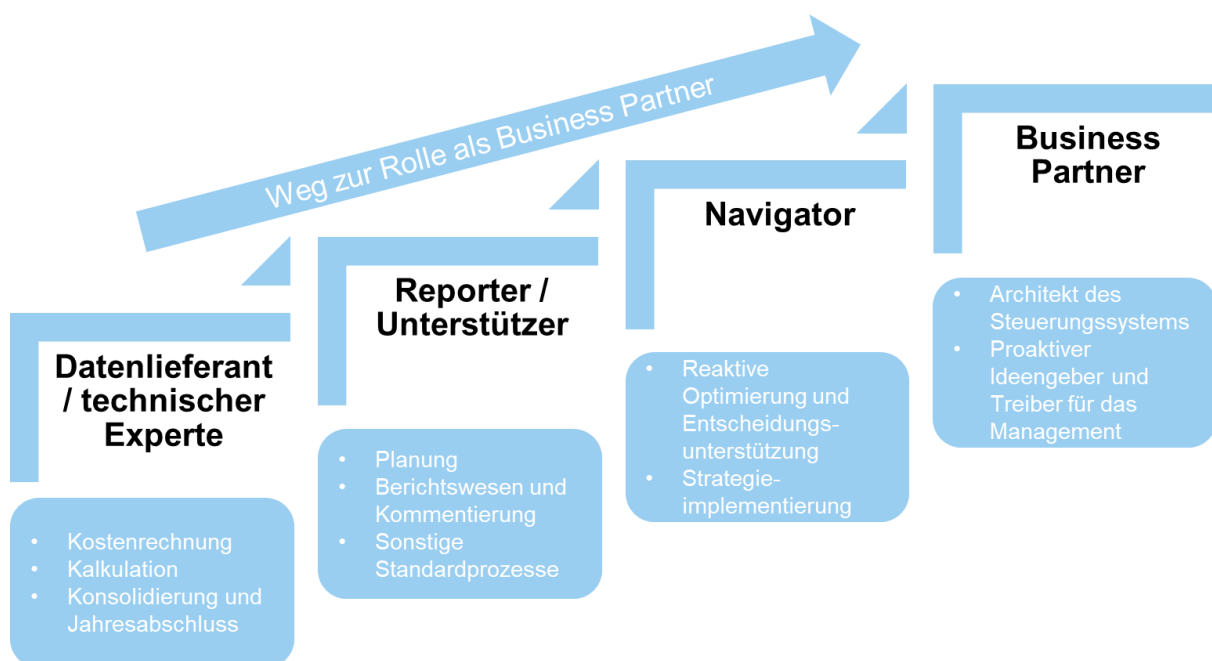 Weg zur Rolle als Business Partner
Datenlieferant
/ technischer
Experte
• Kostenrechnung
• Kalkulation
• Konsolidierung und
Jahresabschluss
Reporter /
Unterstützer
• Planung
• Berichtswesen und
Kommentierung
• Sonstige
Standardprozesse
Navigator
• Reaktive
Optimierung und
Entscheidungs-
unterstützung
• Strategie-
implementierung
Business
Partner
• Architekt des
Steuerungssystems
• Proaktiver
Ideengeber und
Treiber für das
Management